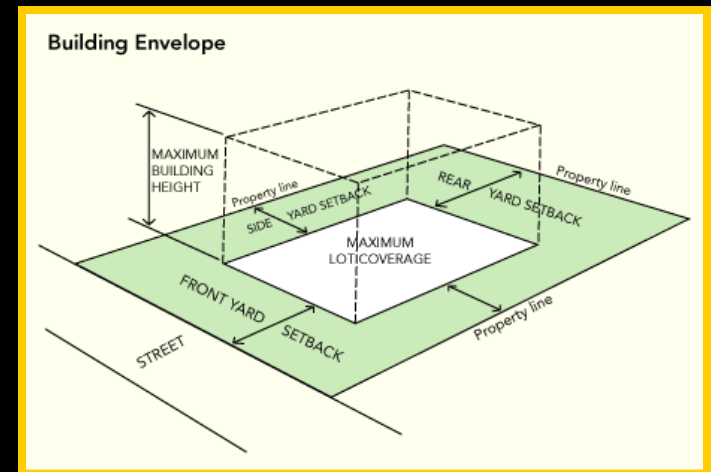 Building Envelope
MAXIMUM
BUILDING
HEIGHT
Property line
SIDE YARD SETBACK
REAR YARD SETBACK
Property line
MAXIMUM
LOTICOVERAGE
FRONT YARD SETBACK
Property line
STREET